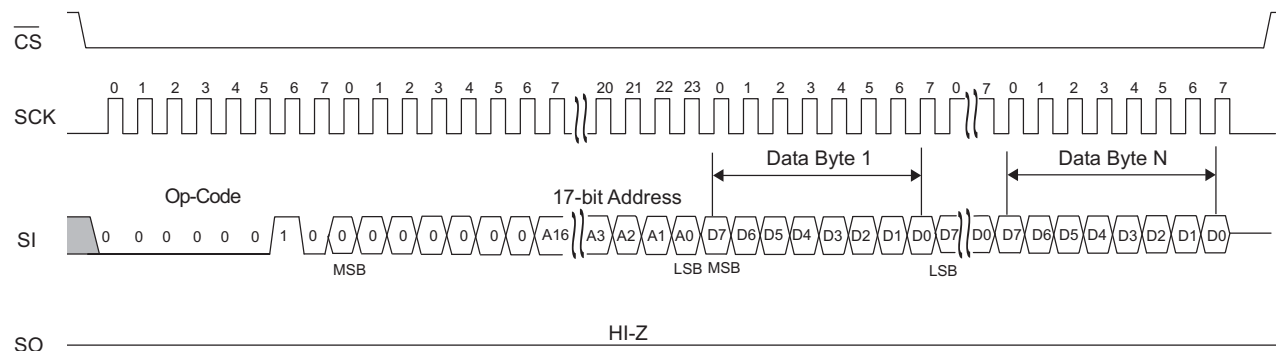 CS
0 1 2 3 4 5 6 7 0 1 2 3 4 5 6 7 20 21 22 23 0 1 2 3 4 5 6 7 0 7 0 1 2 3 4 5 6 7
SCK
Data Byte 1 Data Byte N
Op-Code 17-bit Address
SI 0 0 0 0 0 0 1 0 0 0 0 0 0 0 0 A16 A3 A2 A1 A0 D7 D6 D5 D4 D3 D2 D1 D0 D7 D0 D7 D6 D5 D4 D3 D2 D1 D0
MSB LSB MSB LSB
HI-Z
SO